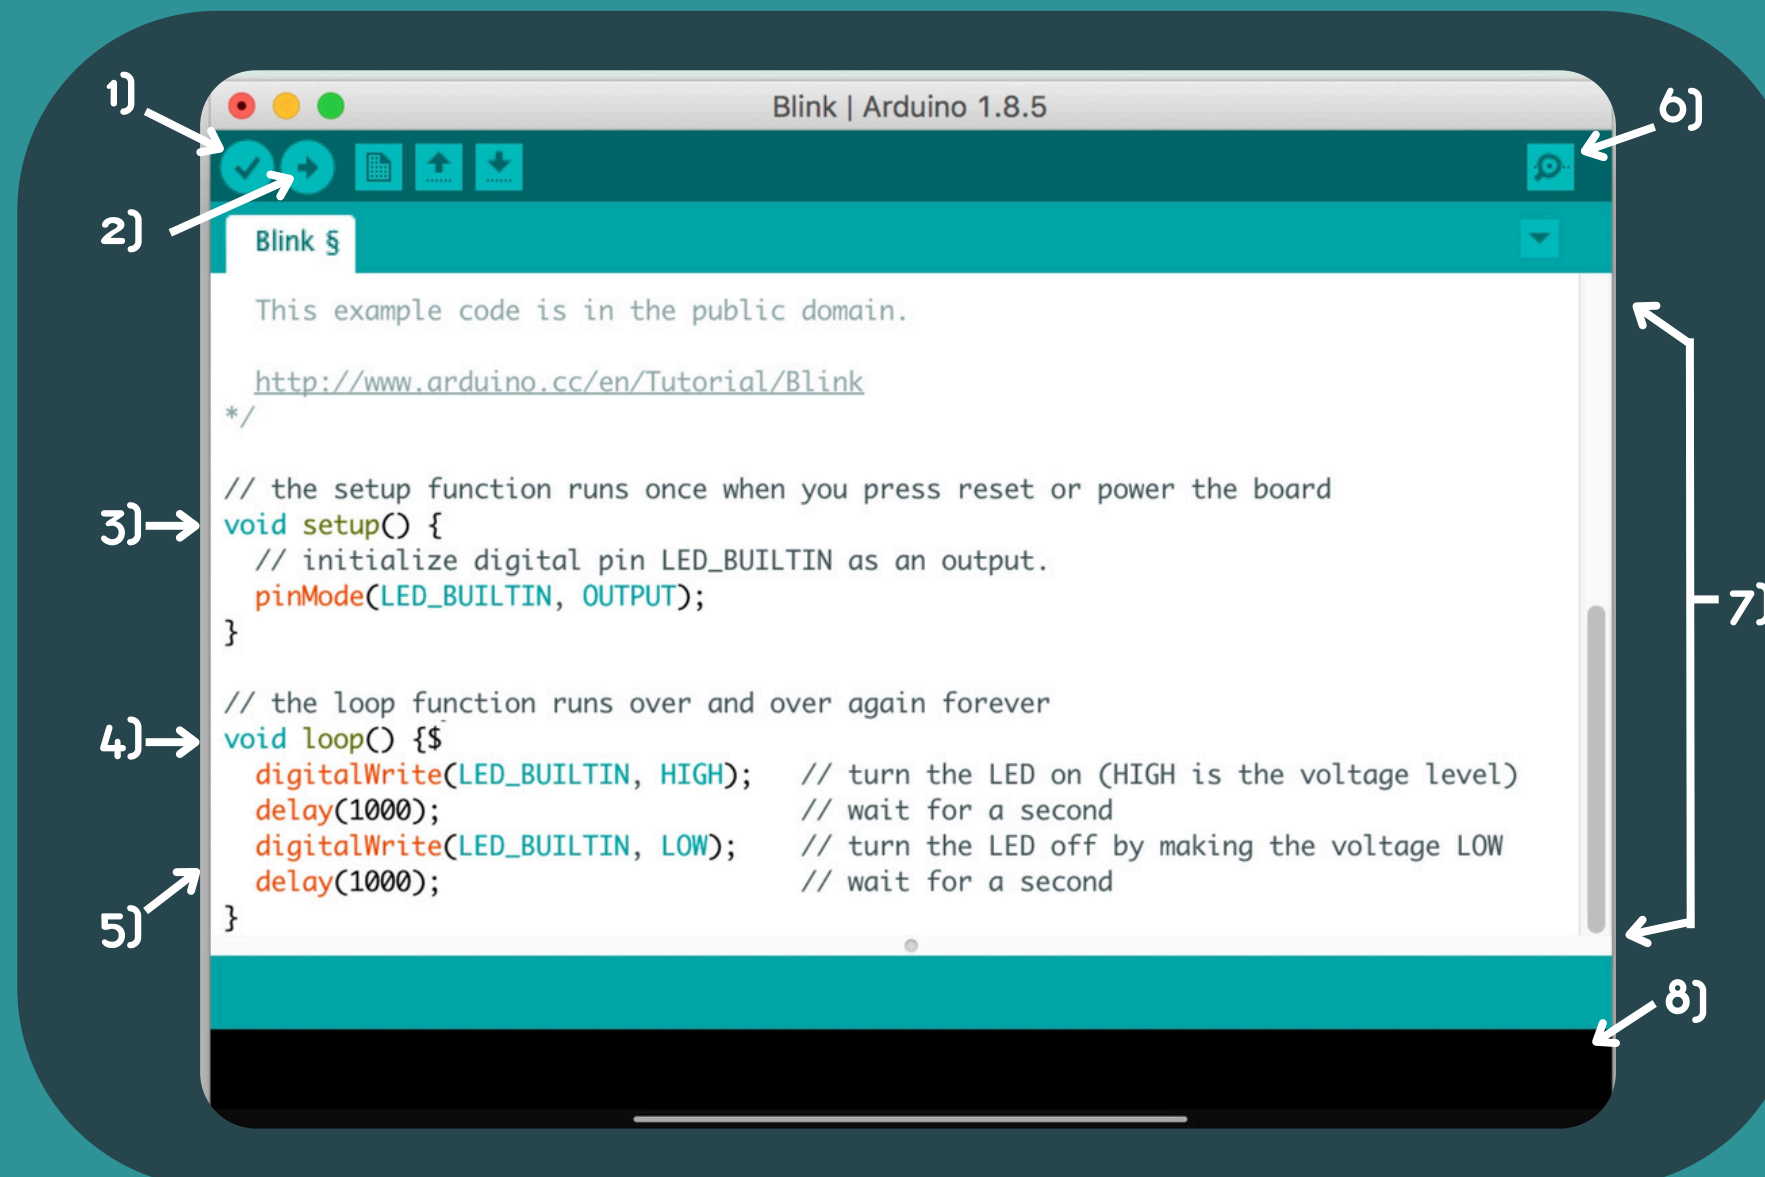 1)
Blink | Arduino 1.8.5
6)
2)
Blink §
This example code is in the public domain.
http://www.arduino.cc/en/Tutorial/Blink
*/
// the setup function runs once when you press reset or power the board
3)
void setup() {
// initialize digital pin LED_BUILTIN as an output.
pinMode(LED_BUILTIN, OUTPUT);
7)
}
// the loop function runs over and over again forever
4)
void loop() {$
digitalWrite(LED_BUILTIN, HIGH);   // turn the LED on (HIGH is the voltage level)
delay(1000);                       // wait for a second
digitalWrite(LED_BUILTIN, LOW);    // turn the LED off by making the voltage LOW
delay(1000);                       // wait for a second
5)
}
8)